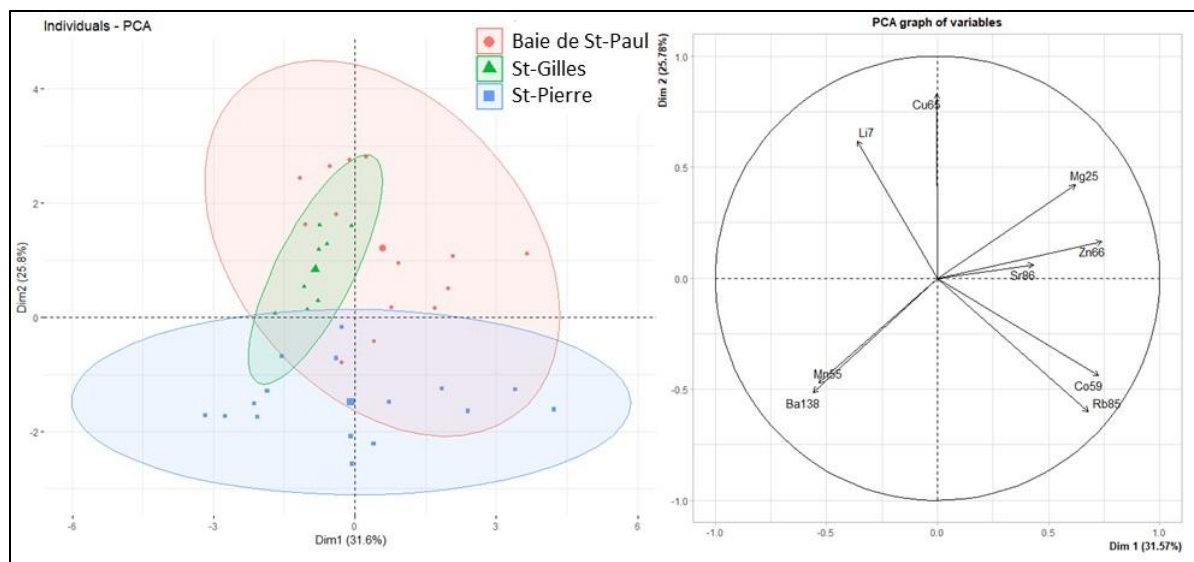 Individuals - PCA
Baie de St-Paul
St-Gilles
St-Pierre
4
2
0
-2
Dim2 (25.8%)
-6
-3
0
3
6
Dim1 (31.6%)
PCA graph of variables
Dim 2 (25.78%)
1.0
0.5
0.0
-0.5
-1.0
Cu65
Li7
Mg25
Zn66
Sr86
Mn55
Ba138
Co59
Rb85
-1.0
-0.5
0.0
0.5
1.0
Dim 1 (31.57%)